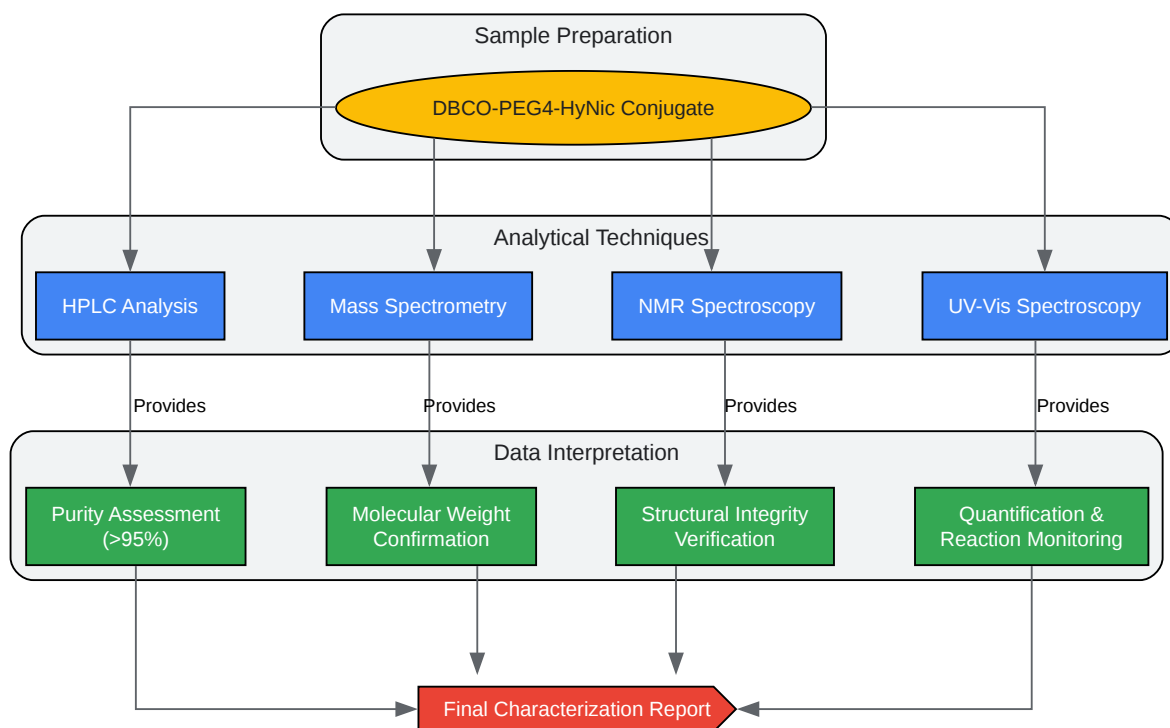 Sample Preparation
DBCO-PEG4-HyNic Conjugate
Analytical Techniques
HPLC Analysis
Mass Spectrometry
NMR Spectroscopy
UV-Vis Spectroscopy
Provides
Provides
Provides
Provides
Data Interpretation
Purity Assessment
(>95%)
Molecular Weight
Confirmation
Structural Integrity
Verification
Quantification &
Reaction Monitoring
Final Characterization Report